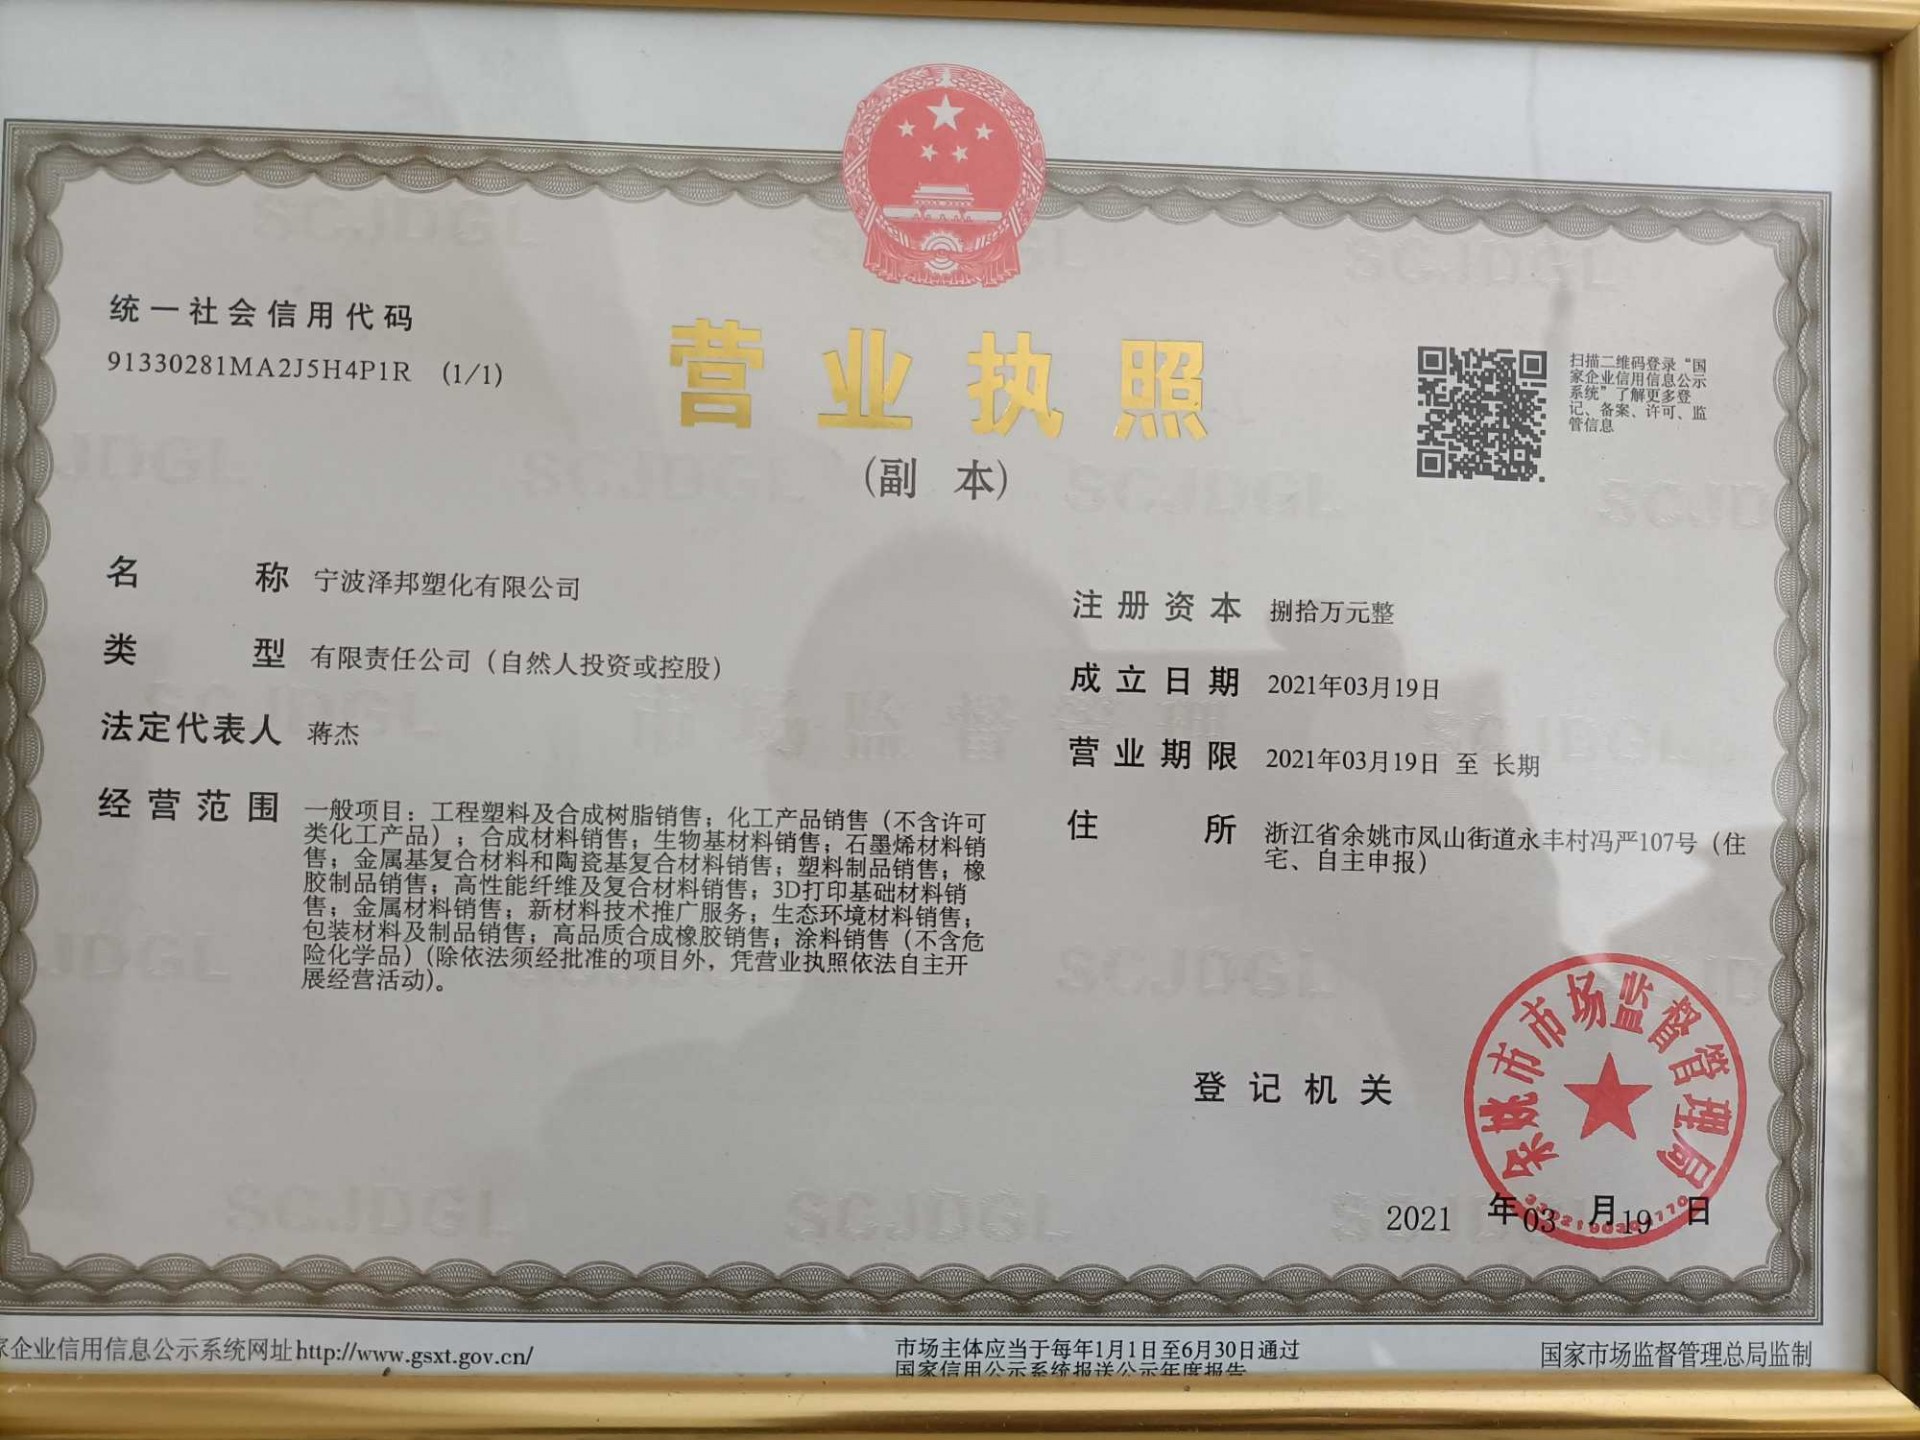 统一社会信用代码
91330281MA2J5H4P1R (1/1)
营业执照
(副 本)
扫描二维码登录“国
家企业信用信息公示
系统”了解更多登
记、备案、许可、监
管信息
名 称 宁波泽邦塑化有限公司
类 型 有限责任公司（自然人投资或控股）
法定代表人 蒋杰
经营范围 一般项目：工程塑料及合成树脂销售；化工产品销售（不含许可
类化工产品）；合成材料销售；生物基材料销售；石墨烯材料销
售；金属基复合材料和陶瓷基复合材料销售；塑料制品销售；橡
胶制品销售；高性能纤维及复合材料销售；3D打印基础材料销
售；金属材料销售；新材料技术推广服务；生态环境材料销售；
包装材料及制品销售；高品质合成橡胶销售；涂料销售（不含危
险化学品）(除依法须经批准的项目外，凭营业执照依法自主开
展经营活动)。
注册资本 捌拾万元整
成立日期 2021年03月19日
营业期限 2021年03月19日 至 长期
住 所 浙江省余姚市凤山街道永丰村冯严107号（住
宅、自主申报）
登记机关
余姚市市场监督管理局
2021 年 03 月 19 日
家企业信用信息公示系统网址http://www.gsxt.gov.cn/
市场主体应当于每年1月1日至6月30日通过
国家信用公示系统报送公示年度报告
国家市场监督管理总局监制